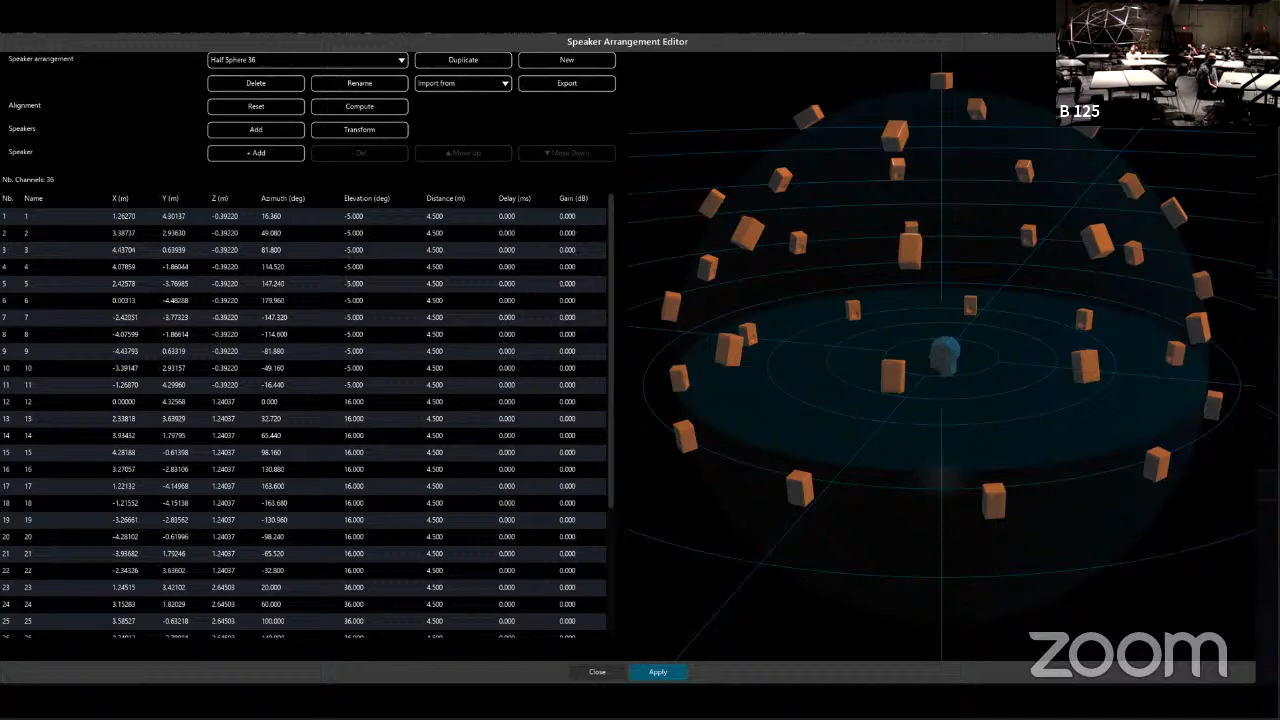 Speaker Arrangement Editor
Speaker arrangement Half Sphere 36 Duplicate New
Delete Rename Import from Export
Alignment Reset Compute
Speakers Add Transform
Speaker + Add - Del ▲ Move Up ▼ Move Down
B 125
Nb. Channels: 36
Nb. Name X (m) Y (m) Z (m) Azimuth (deg) Elevation (deg) Distance (m) Delay (ms) Gain (dB)
1 1 1.26270 4.30137 -0.39220 16.360 -5.000 4.500 0.000 0.000
2 2 3.38737 2.93630 -0.39220 49.080 -5.000 4.500 0.000 0.000
3 3 4.43704 0.63939 -0.39220 81.800 -5.000 4.500 0.000 0.000
4 4 4.07859 -1.86044 -0.39220 114.520 -5.000 4.500 0.000 0.000
5 5 2.42578 -3.76985 -0.39220 147.240 -5.000 4.500 0.000 0.000
6 6 0.00313 -4.48288 -0.39220 179.960 -5.000 4.500 0.000 0.000
7 7 -2.42051 -3.77323 -0.39220 -147.320 -5.000 4.500 0.000 0.000
8 8 -4.07599 -1.86614 -0.39220 -114.600 -5.000 4.500 0.000 0.000
9 9 -4.43793 0.63319 -0.39220 -81.880 -5.000 4.500 0.000 0.000
10 10 -3.39147 2.93157 -0.39220 -49.160 -5.000 4.500 0.000 0.000
11 11 -1.26870 4.29960 -0.39220 -16.440 -5.000 4.500 0.000 0.000
12 12 0.00000 4.32568 1.24037 0.000 16.000 4.500 0.000 0.000
13 13 2.33818 3.63929 1.24037 32.720 16.000 4.500 0.000 0.000
14 14 3.93432 1.79795 1.24037 65.440 16.000 4.500 0.000 0.000
15 15 4.28188 -0.61398 1.24037 98.160 16.000 4.500 0.000 0.000
16 16 3.27057 -2.83106 1.24037 130.880 16.000 4.500 0.000 0.000
17 17 1.22132 -4.14968 1.24037 163.600 16.000 4.500 0.000 0.000
18 18 -1.21552 -4.15138 1.24037 -163.680 16.000 4.500 0.000 0.000
19 19 -3.26661 -2.83562 1.24037 -130.960 16.000 4.500 0.000 0.000
20 20 -4.28102 -0.61996 1.24037 -98.240 16.000 4.500 0.000 0.000
21 21 -3.93682 1.79246 1.24037 -65.520 16.000 4.500 0.000 0.000
22 22 -2.34326 3.63602 1.24037 -32.800 16.000 4.500 0.000 0.000
23 23 1.24515 3.42102 2.64503 20.000 36.000 4.500 0.000 0.000
24 24 3.15283 1.82029 2.64503 60.000 36.000 4.500 0.000 0.000
25 25 3.58527 -0.63218 2.64503 100.000 36.000 4.500 0.000 0.000
Close Apply
zoom